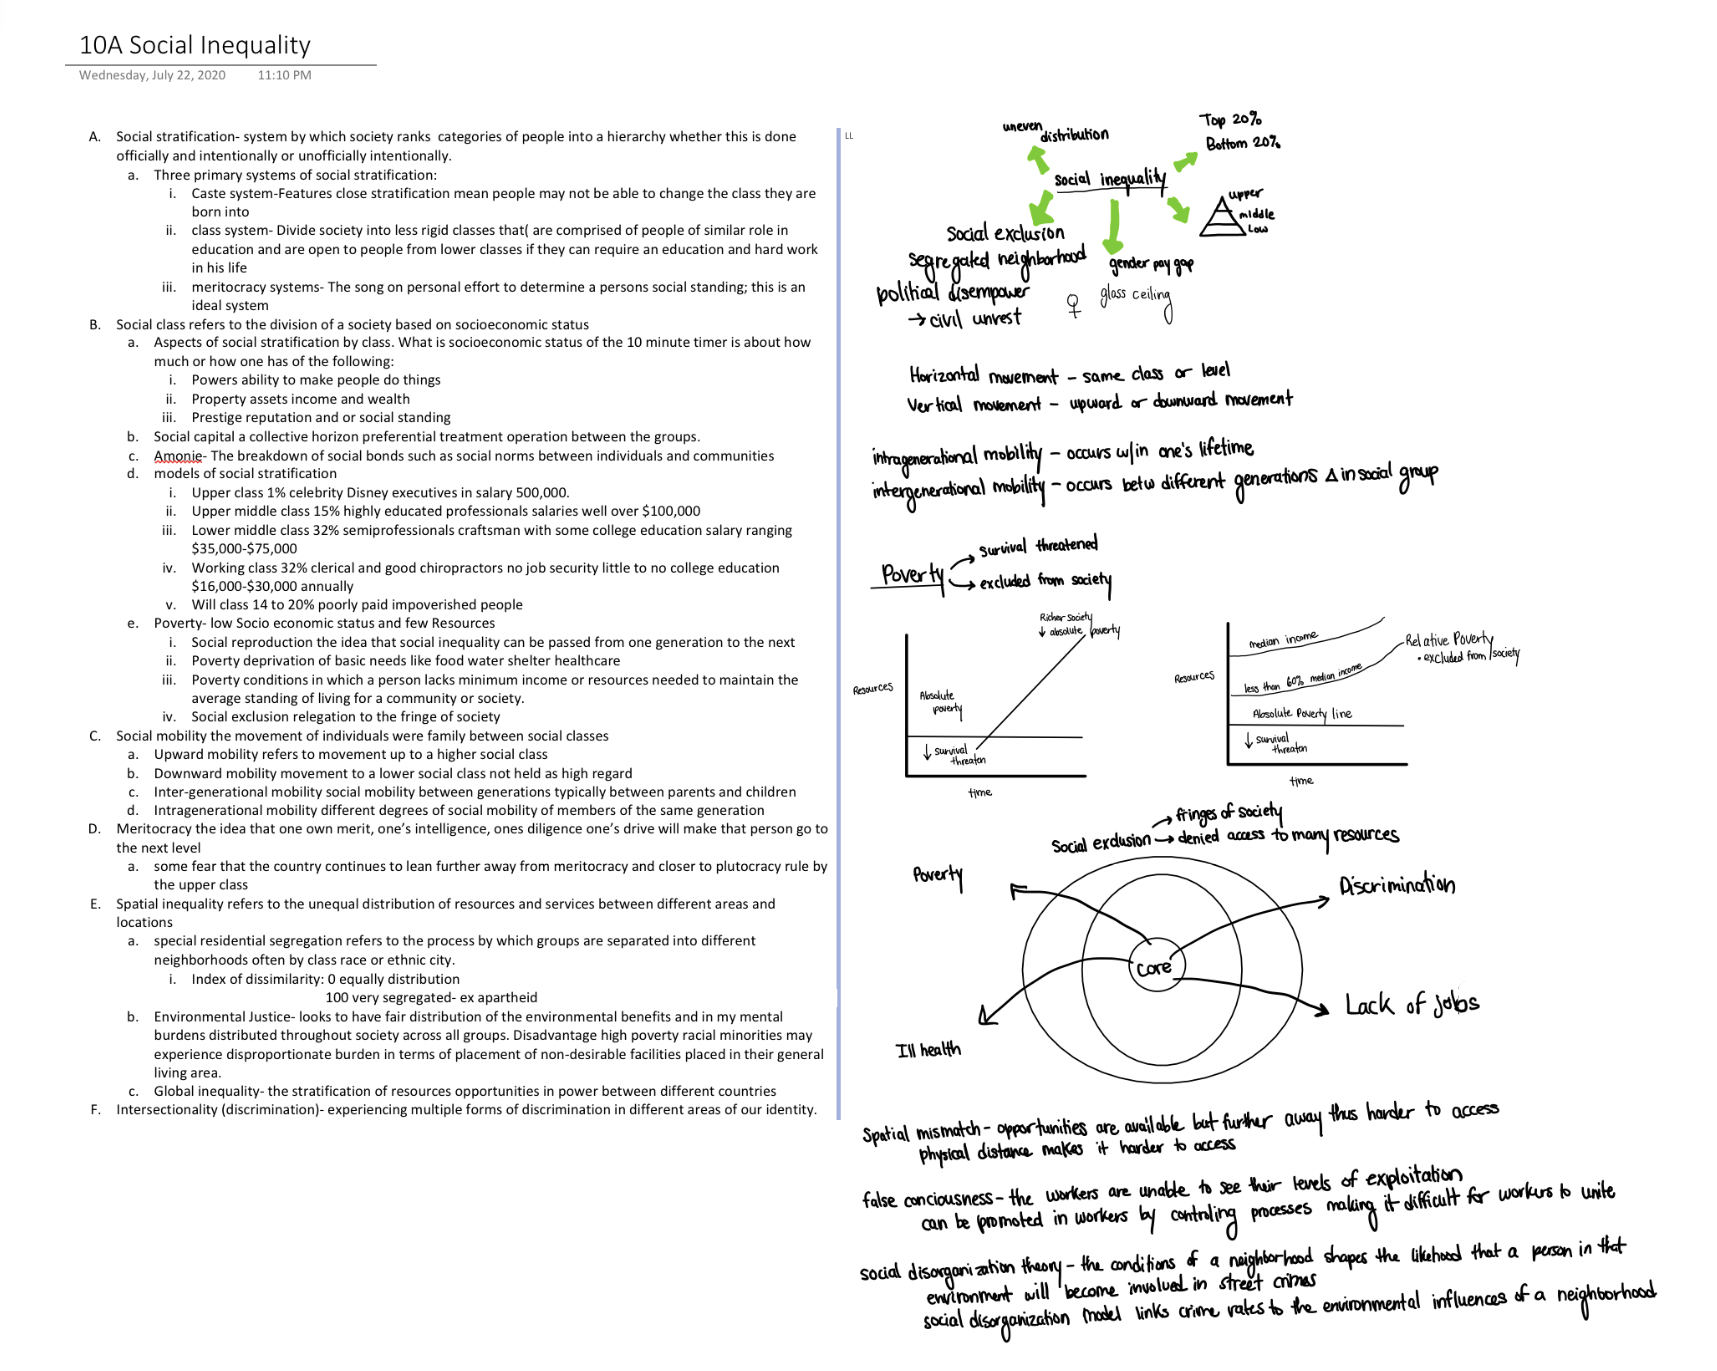 10A Social Inequality
Wednesday, July 22, 2020 11:10 PM
A. Social stratification- system by which society ranks categories of people into a hierarchy whether this is done
officially and intentionally or unofficially intentionally.
a. Three primary systems of social stratification:
i. Caste system-Features close stratification mean people may not be able to change the class they are
born into
ii. class system- Divide society into less rigid classes that( are comprised of people of similar role in
education and are open to people from lower classes if they can require an education and hard work
in his life
iii. meritocracy systems- The song on personal effort to determine a persons social standing; this is an
ideal system
B. Social class refers to the division of a society based on socioeconomic status
a. Aspects of social stratification by class. What is socioeconomic status of the 10 minute timer is about how
much or how one has of the following:
i. Powers ability to make people do things
ii. Property assets income and wealth
iii. Prestige reputation and or social standing
b. Social capital a collective horizon preferential treatment operation between the groups.
c. Amonie- The breakdown of social bonds such as social norms between individuals and communities
d. models of social stratification
i. Upper class 1% celebrity Disney executives in salary 500,000.
ii. Upper middle class 15% highly educated professionals salaries well over $100,000
iii. Lower middle class 32% semiprofessionals craftsman with some college education salary ranging
$35,000-$75,000
iv. Working class 32% clerical and good chiropractors no job security little to no college education
$16,000-$30,000 annually
v. Will class 14 to 20% poorly paid impoverished people
e. Poverty- low Socio economic status and few Resources
i. Social reproduction the idea that social inequality can be passed from one generation to the next
ii. Poverty deprivation of basic needs like food water shelter healthcare
iii. Poverty conditions in which a person lacks minimum income or resources needed to maintain the
average standing of living for a community or society.
iv. Social exclusion relegation to the fringe of society
C. Social mobility the movement of individuals were family between social classes
a. Upward mobility refers to movement up to a higher social class
b. Downward mobility movement to a lower social class not held as high regard
c. Inter-generational mobility social mobility between generations typically between parents and children
d. Intragenerational mobility different degrees of social mobility of members of the same generation
D. Meritocracy the idea that one own merit, one's intelligence, ones diligence one's drive will make that person go to
the next level
a. some fear that the country continues to lean further away from meritocracy and closer to plutocracy rule by
the upper class
E. Spatial inequality refers to the unequal distribution of resources and services between different areas and
locations
a. special residential segregation refers to the process by which groups are separated into different
neighborhoods often by class race or ethnic city.
i. Index of dissimilarity: 0 equally distribution
100 very segregated- ex apartheid
b. Environmental Justice- looks to have fair distribution of the environmental benefits and in my mental
burdens distributed throughout society across all groups. Disadvantage high poverty racial minorities may
experience disproportionate burden in terms of placement of non-desirable facilities placed in their general
living area.
c. Global inequality- the stratification of resources opportunities in power between different countries
F. Intersectionality (discrimination)- experiencing multiple forms of discrimination in different areas of our identity.
LL
uneven
distribution
Top 20%
Bottom 20%
Social inequality
upper
middle
Low
Social exclusion
segregated neighborhood
political disempower
→ civil unrest
gender pay gap
♀ glass ceiling
Horizontal movement – same class or level
Vertical movement – upward or downward movement
intragenerational mobility – occurs w/in one's lifetime
intergenerational mobility – occurs betw different generations Δ in social group
Poverty
survival threatened
excluded from society
Richer Society
↓ absolute poverty
Resources
Absolute
poverty
↓ survival
threaten
time
median income
Relative Poverty
• excluded from society
Resources
less than 60% median income
Absolute Poverty line
↓ survival
threaten
time
→ fringes of society
Social exclusion → denied access to many resources
Poverty
Discrimination
Core
Lack of jobs
Ill health
Spatial mismatch – opportunities are available but further away thus harder to access
physical distance makes it harder to access
false conciousness – the workers are unable to see their levels of exploitation
can be promoted in workers by controling processes making it difficult for workers to unite
social disorganization theory – the conditions of a neighborhood shapes the likehood that a person in that
environment will become involved in street crimes
social disorganization model links crime rates to the environmental influences of a neighborhood